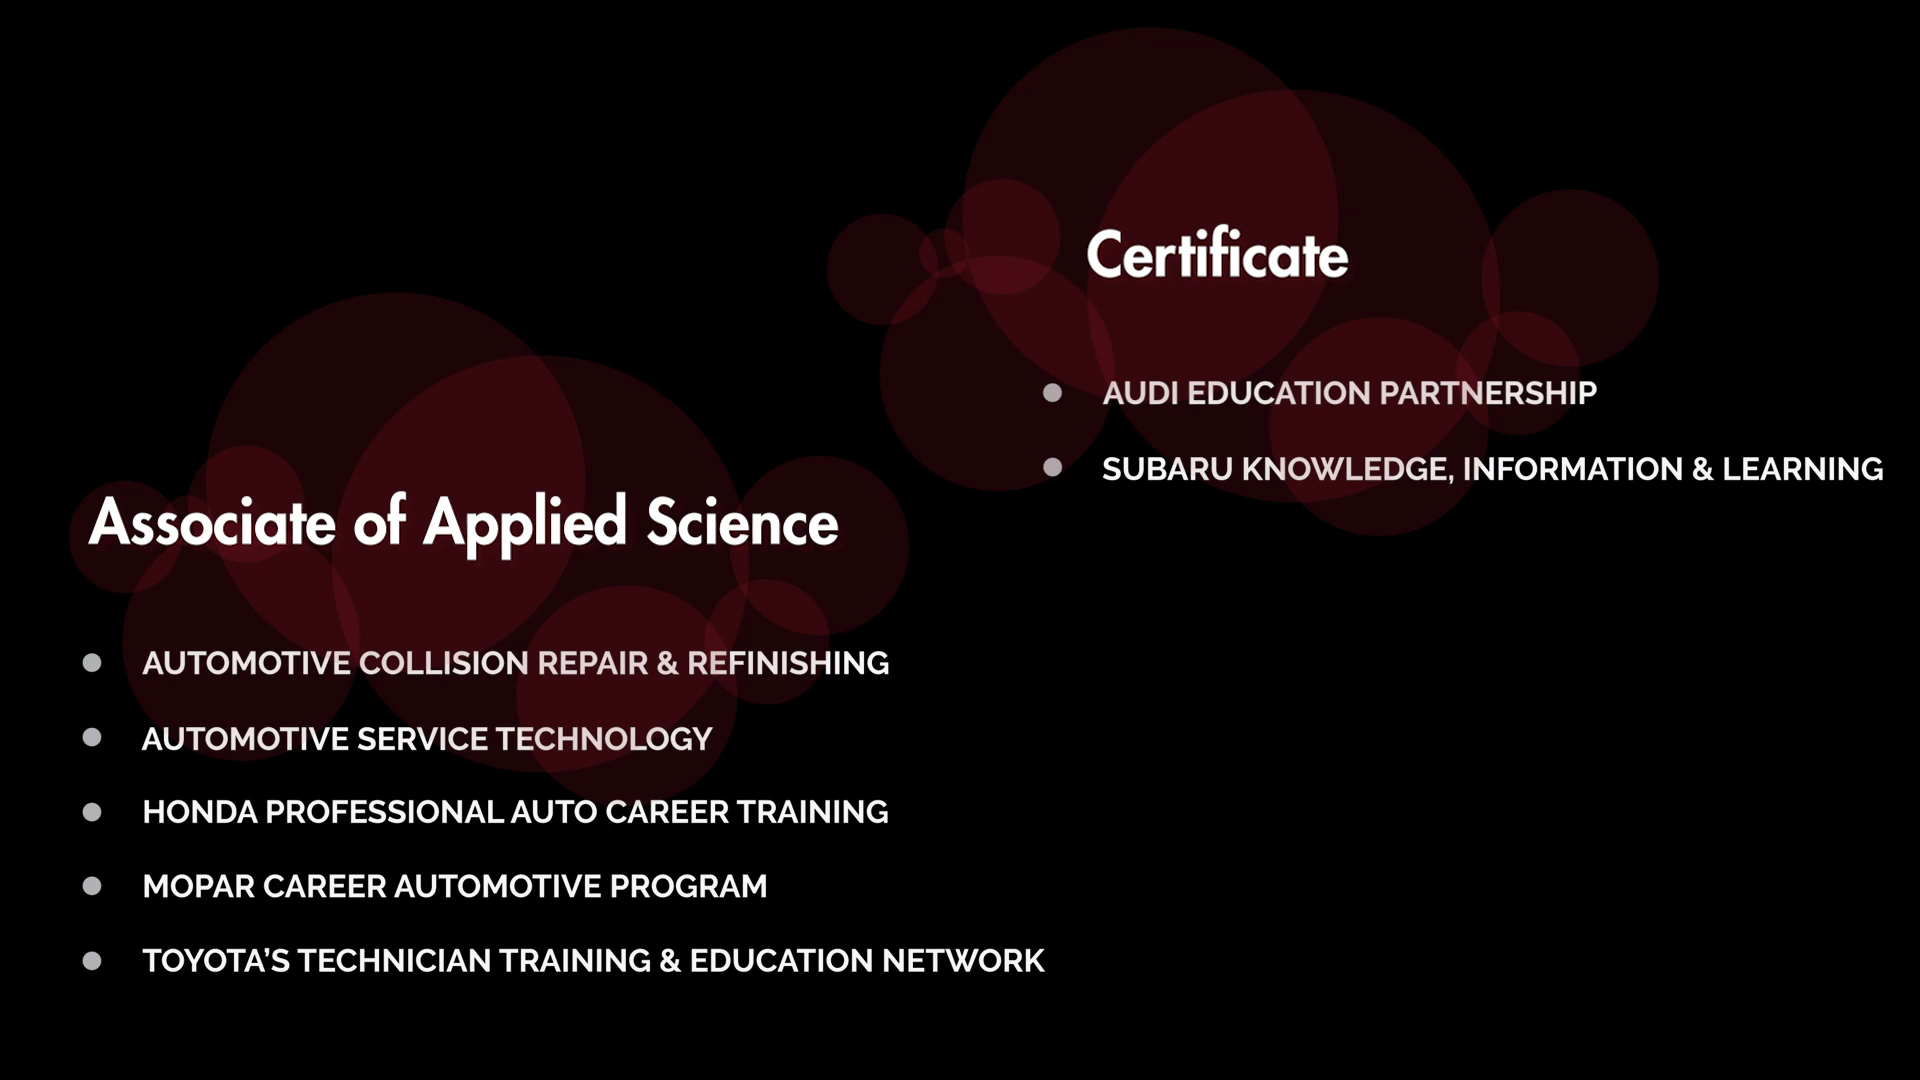 Associate of Applied Science
AUTOMOTIVE COLLISION REPAIR & REFINISHING
AUTOMOTIVE SERVICE TECHNOLOGY
HONDA PROFESSIONAL AUTO CAREER TRAINING
MOPAR CAREER AUTOMOTIVE PROGRAM
TOYOTA’S TECHNICIAN TRAINING & EDUCATION NETWORK
Certificate
AUDI EDUCATION PARTNERSHIP
SUBARU KNOWLEDGE, INFORMATION & LEARNING